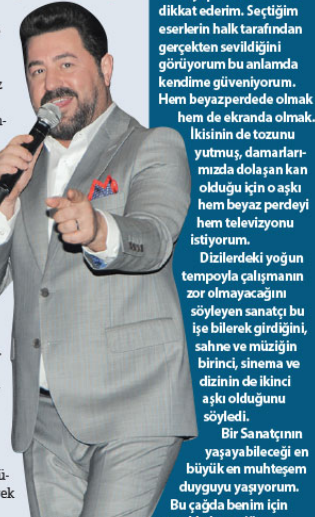 dikkat ederim. Seçtiğim
eserlerin halk tarafından
gerçekten sevildiğini
görüyorum bu anlamda
kendime güveniyorum.
Hem beyazperdede olmak
hem de ekranda olmak.
İkisinin de tozunu
yutmuş, damarları-
mızda dolaşan kan
olduğu için o aşkı
hem beyaz perdeyi
hem televizyonu
istiyorum.
Dizilerdeki yoğun
tempoyla çalışmanın
zor olmayacağını
söyleyen sanatçı bu
işe bilerek girdiğini,
sahne ve müziğin
birinci, sinema ve
dizinin de ikinci
aşkı olduğunu
söyledi.
Bir Sanatçının
yaşayabileceği en
büyük en muhteşem
duyguyu yaşıyorum.
Bu çağda benim için